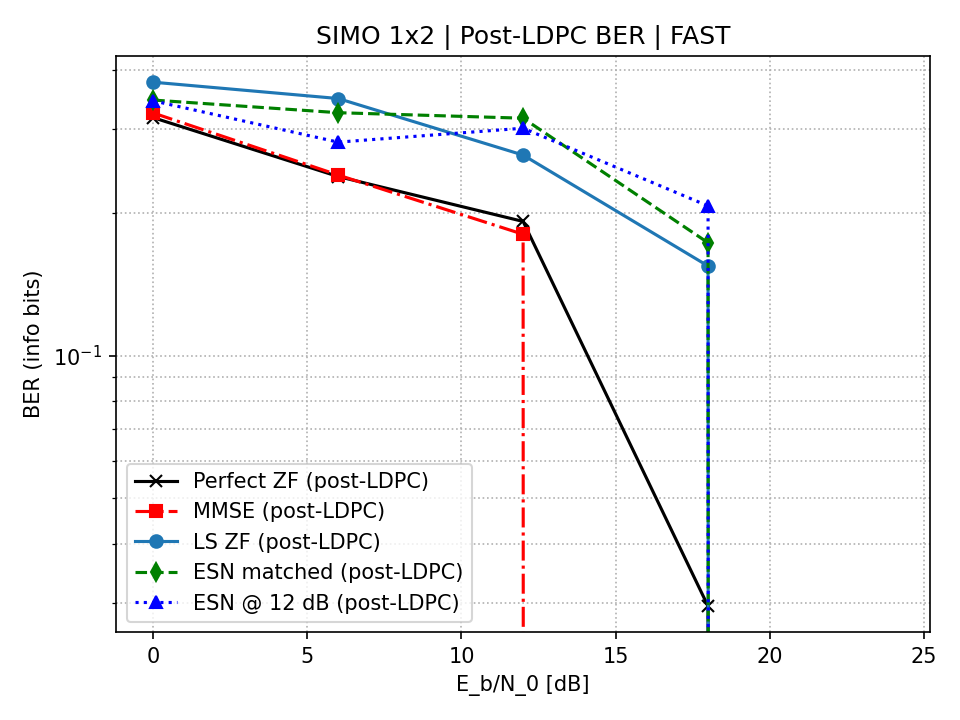 SIMO 1x2 | Post-LDPC BER | FAST
BER (info bits)
10⁻¹
Perfect ZF (post-LDPC)
MMSE (post-LDPC)
LS ZF (post-LDPC)
ESN matched (post-LDPC)
ESN @ 12 dB (post-LDPC)
0 5 10 15 20 25
E_b/N_0 [dB]